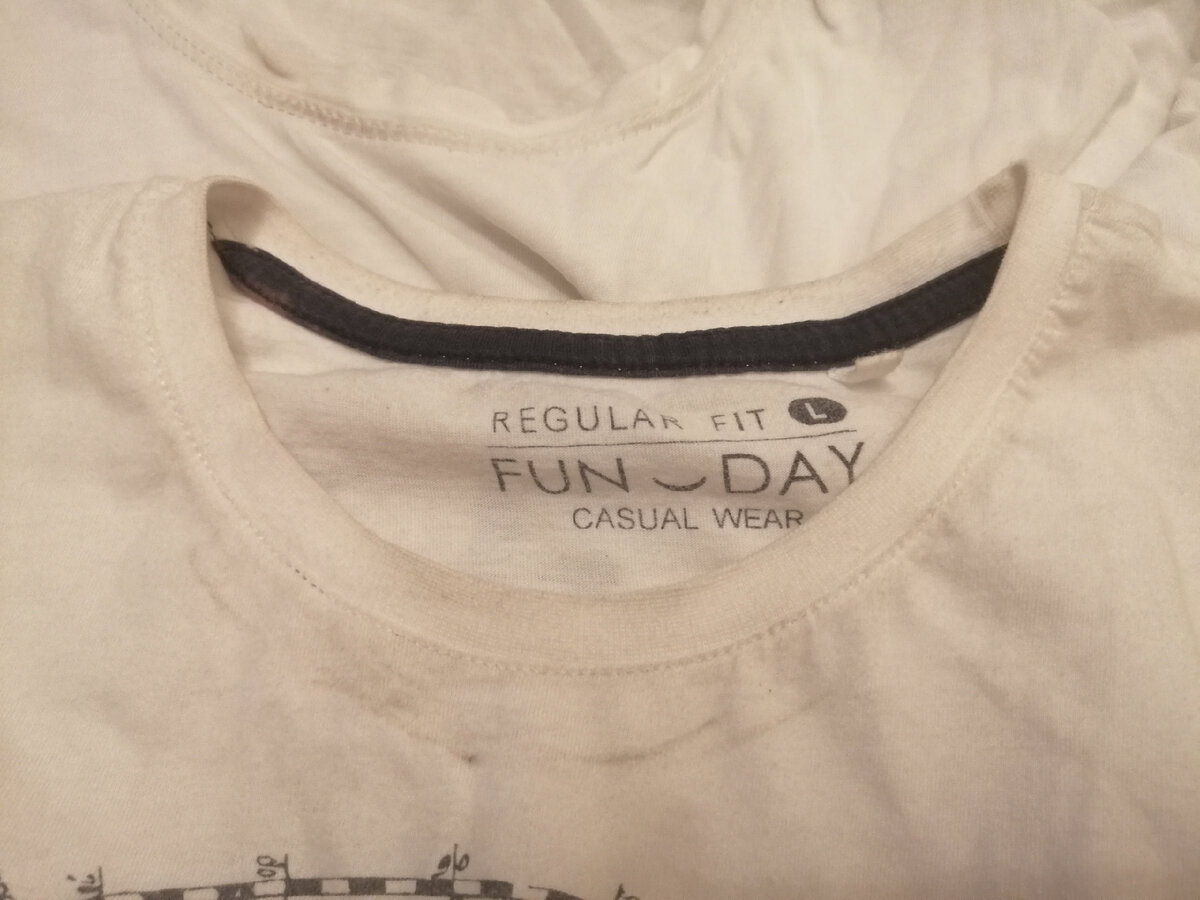 REGULAR FIT L
FUN DAY
CASUAL WEAR